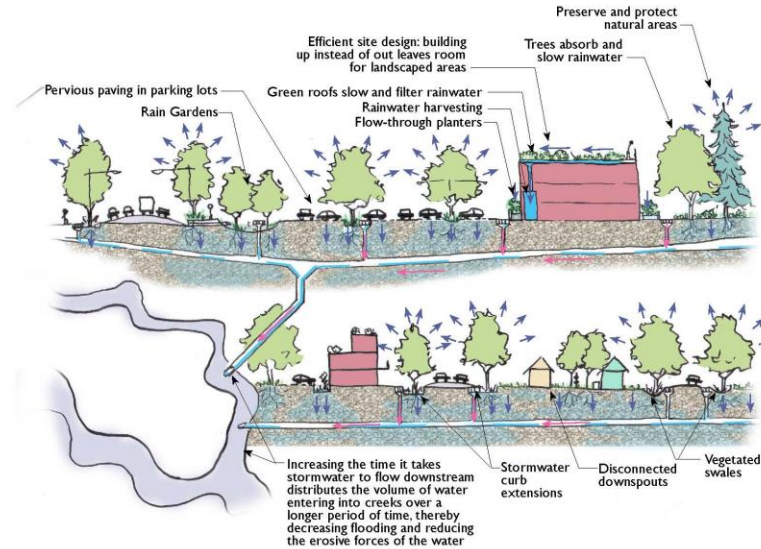 Preserve and protect
natural areas
Efficient site design: building
up instead of out leaves room
for landscaped areas
Trees absorb and
slow rainwater
Pervious paving in parking lots
Green roofs slow and filter rainwater
Rain Gardens
Rainwater harvesting
Flow-through planters
Increasing the time it takes
stormwater to flow downstream
distributes the volume of water
entering into creeks over a
longer period of time, thereby
decreasing flooding and reducing
the erosive forces of the water
Stormwater
curb
extensions
Disconnected
downspouts
Vegetated
swales